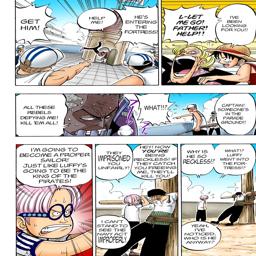 GET
HIM!
HELP
ME!
HE'S
ENTERING
THE
FORTRESS!
L-LET
ME GO!
FATHER!
HELP!!
I'VE
BEEN
LOOKING
FOR YOU!
ALL THESE
REBELS
DEFYING ME!
KILL 'EM ALL!
WHAT!?
CAPTAIN!
SOMEONE'S
IN THE
PARADE
GROUND!!
I'M GOING TO
BECOME A PROPER
SAILOR!
JUST LIKE LUFFY'S
GOING TO BE THE
KING OF THE
PIRATES!
THEY
IMPRISONED
YOU
UNFAIRLY!
I CAN'T
STAND TO
SEE THE
NAVY ACT
IMPROPERLY!
HEY! NOW
YOU'RE
BEING
RECKLESS! IF
THEY CATCH
YOU FREEING
ME, THEY'LL
KILL YOU!
WHY IS
HE SO
RECKLESS!?
WHAT!?
LUFFY
WENT INTO
THE FOR-
TRESS!?
YEAH,
I'VE
NOTICED.
WHO IS HE
ANYWAY?